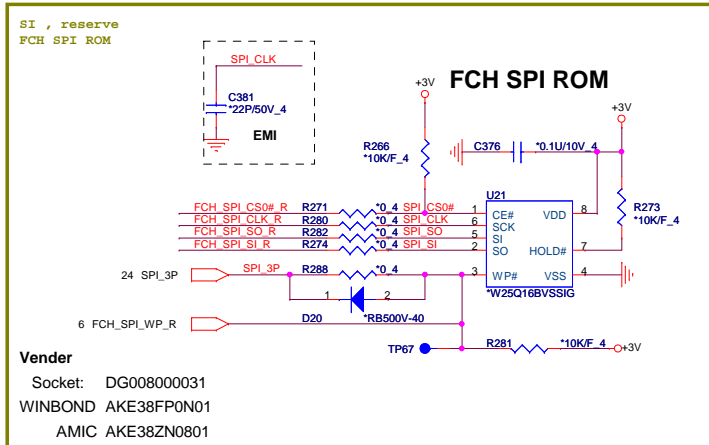 SI , reserve
FCH SPI ROM
SPI_CLK
C381
*22P/50V_4
EMI
FCH SPI ROM
+3V
+3V
R266
*10K/F_4
C376 *0.1U/10V_4
R273
*10K/F_4
U21
FCH_SPI_CS0#_R R271 *0_4 SPI_CS0# 1 CE# VDD 8
FCH_SPI_CLK_R R280 *0_4 SPI_CLK 6 SCK
FCH_SPI_SO_R R282 *0_4 SPI_SO 5 SI
FCH_SPI_SI_R R274 *0_4 SPI_SI 2 SO HOLD# 7
24 SPI_3P SPI_3P R288 *0_4 3 WP# VSS 4
1 2
*W25Q16BVSSIG
6 FCH_SPI_WP_R D20 *RB500V-40
TP67 R281 *10K/F_4 +3V
Vender
Socket: DG008000031
WINBOND AKE38FP0N01
AMIC AKE38ZN0801